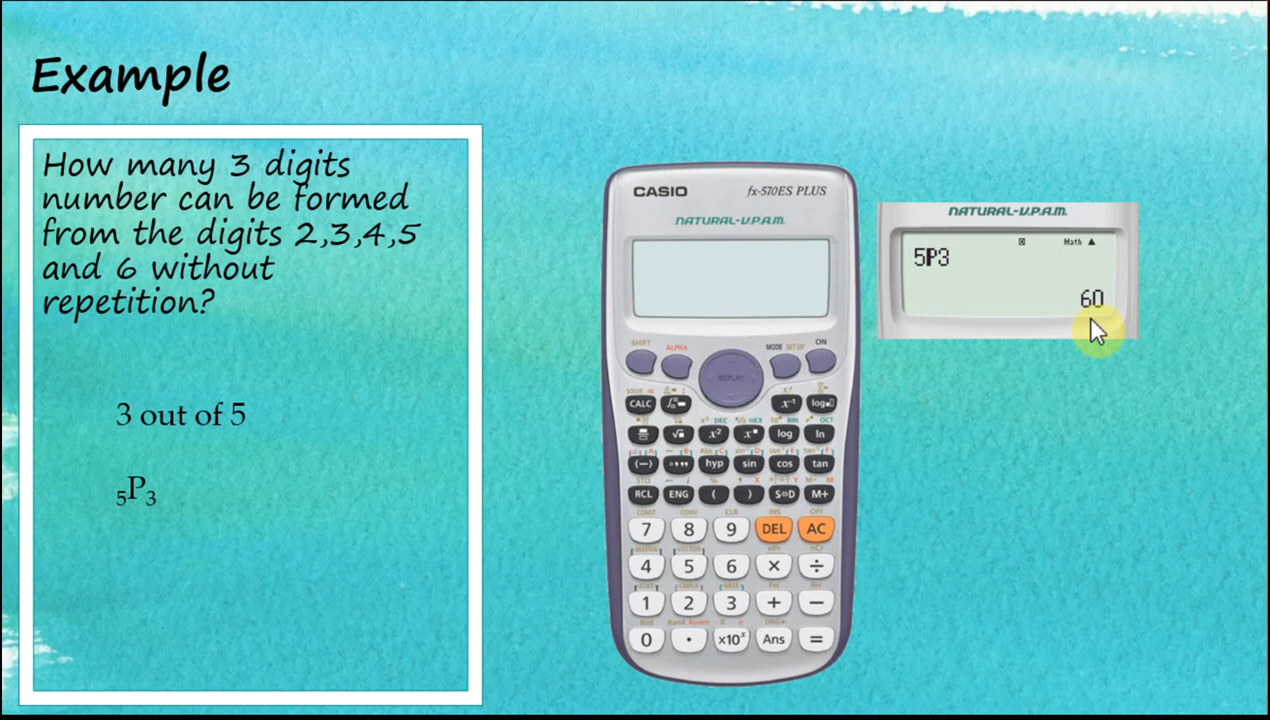 Example
How many 3 digits
number can be formed
from the digits 2,3,4,5
and 6 without
repetition?
3 out of 5
₅P₃
CASIO fx-570ES PLUS
NATURAL-V.P.A.M.
NATURAL-V.P.A.M.
Math ▲
5P3
60
SHIFT ALPHA MODE SETUP ON
REPLAY
CALC x⁻¹ log
x² log ln
(−) hyp sin cos tan
RCL ENG ( ) S⇔D M+
7 8 9 DEL AC
4 5 6 × ÷
1 2 3 + −
0 . ×10ˣ Ans =